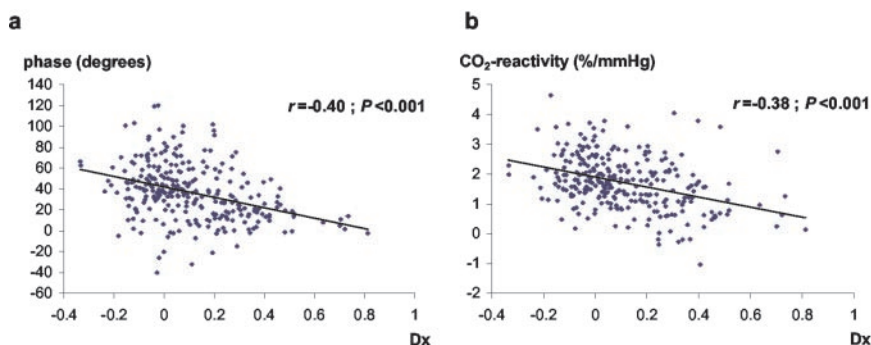 a
phase (degrees)
140
120
100
80
60
40
20
0
-20
-40
-60
-0.4 -0.2 0 0.2 0.4 0.6 0.8 1
Dx
r=-0.40 ; P<0.001
b
CO₂-reactivity (%/mmHg)
5
4
3
2
1
0
-1
-2
-0.4 -0.2 0 0.2 0.4 0.6 0.8 1
Dx
r=-0.38 ; P<0.001